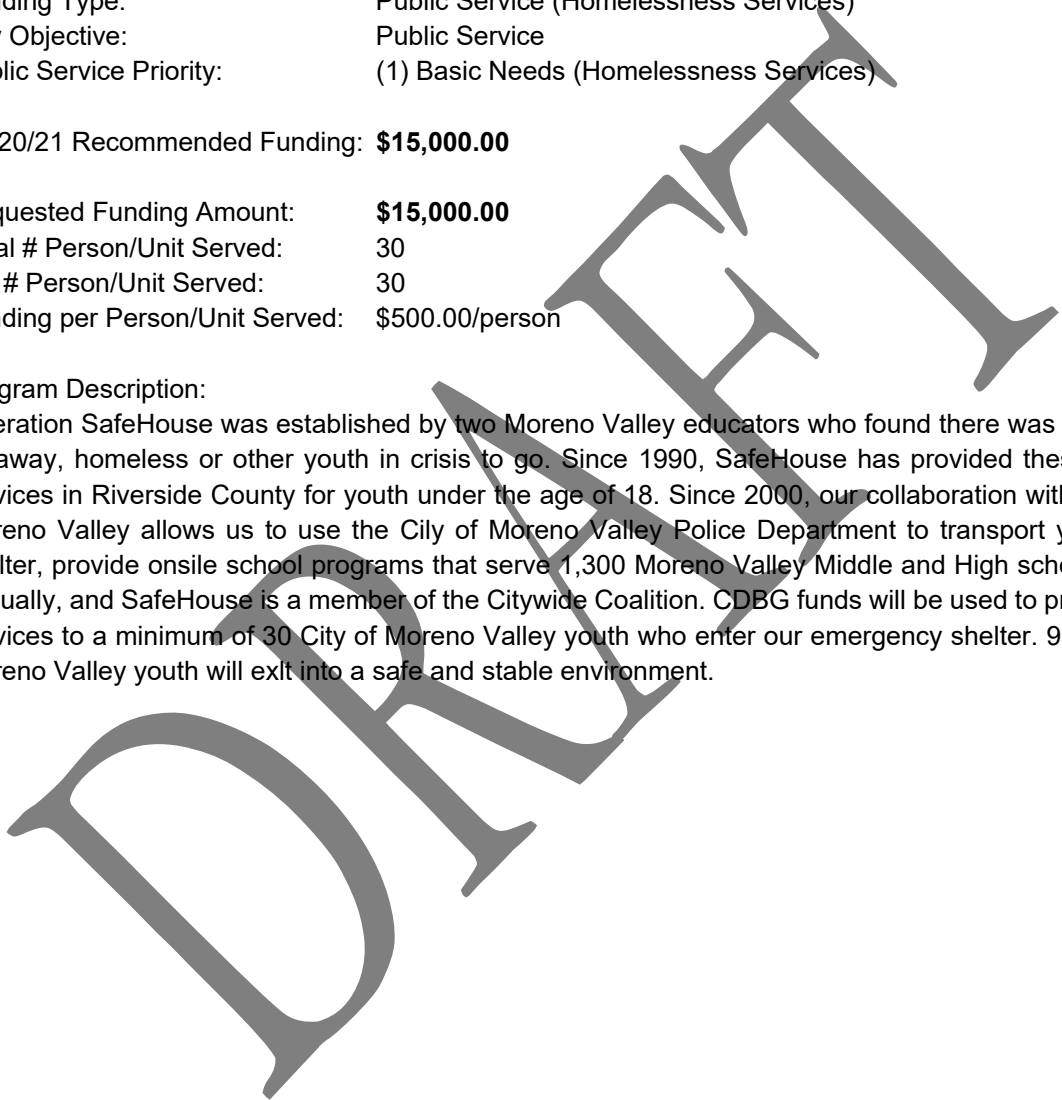 ding Type: Public Service (Homelessness Services)
Objective: Public Service
lic Service Priority: (1) Basic Needs (Homelessness Services)
20/21 Recommended Funding: $15,000.00
quested Funding Amount: $15,000.00
al # Person/Unit Served: 30
# Person/Unit Served: 30
ding per Person/Unit Served: $500.00/person
gram Description:
eration SafeHouse was established by two Moreno Valley educators who found there was
away, homeless or other youth in crisis to go. Since 1990, SafeHouse has provided thes
vices in Riverside County for youth under the age of 18. Since 2000, our collaboration wit
reno Valley allows us to use the City of Moreno Valley Police Department to transport y
lter, provide onsile school programs that serve 1,300 Moreno Valley Middle and High scho
ually, and SafeHouse is a member of the Citywide Coalition. CDBG funds will be used to pr
vices to a minimum of 30 City of Moreno Valley youth who enter our emergency shelter. 9
reno Valley youth will exlt into a safe and stable environment.
DRAFT